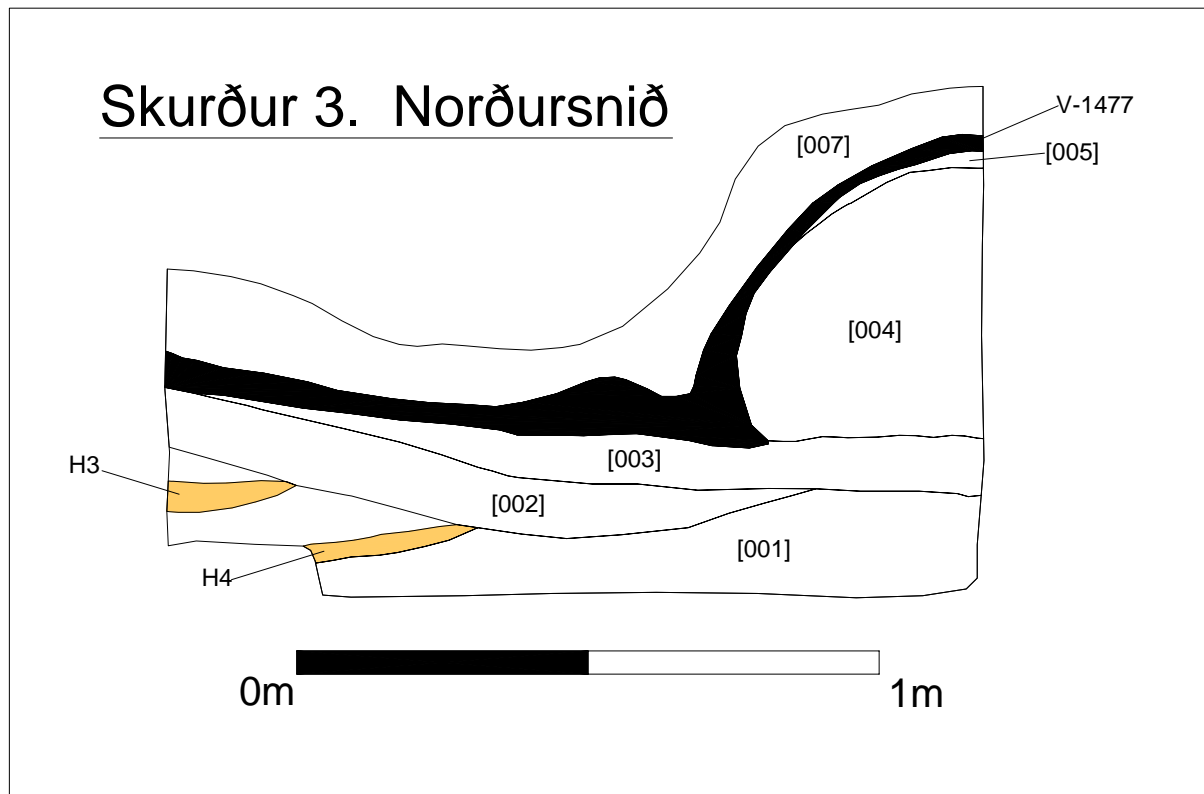 Skurður 3. Norðursnið
V-1477
[007]
[005]
[004]
[003]
H3
[002]
[001]
H4
0m
1m